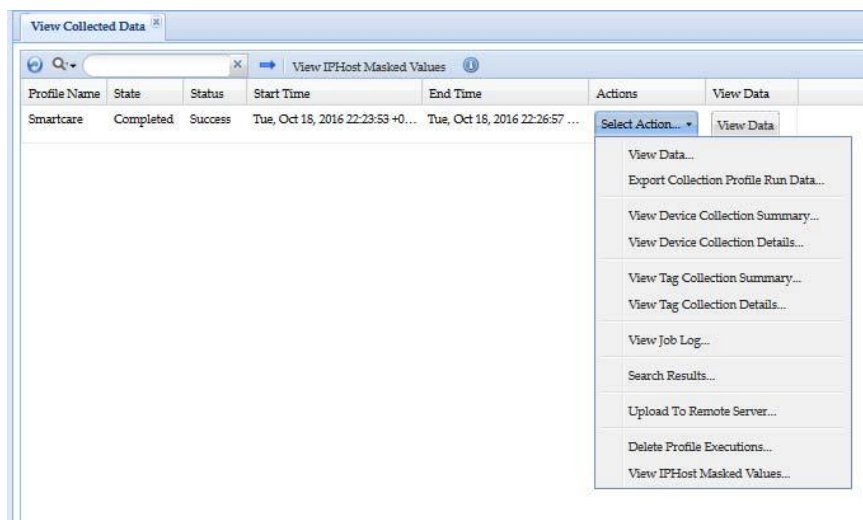 View Collected Data
View IPHost Masked Values
Profile Name State Status Start Time End Time Actions View Data
Smartcare Completed Success Tue, Oct 18, 2016 22:23:53 +0... Tue, Oct 18, 2016 22:26:57 ... Select Action... View Data
View Data...
Export Collection Profile Run Data...
View Device Collection Summary...
View Device Collection Details...
View Tag Collection Summary...
View Tag Collection Details...
View Job Log...
Search Results...
Upload To Remote Server...
Delete Profile Executions...
View IPHost Masked Values...